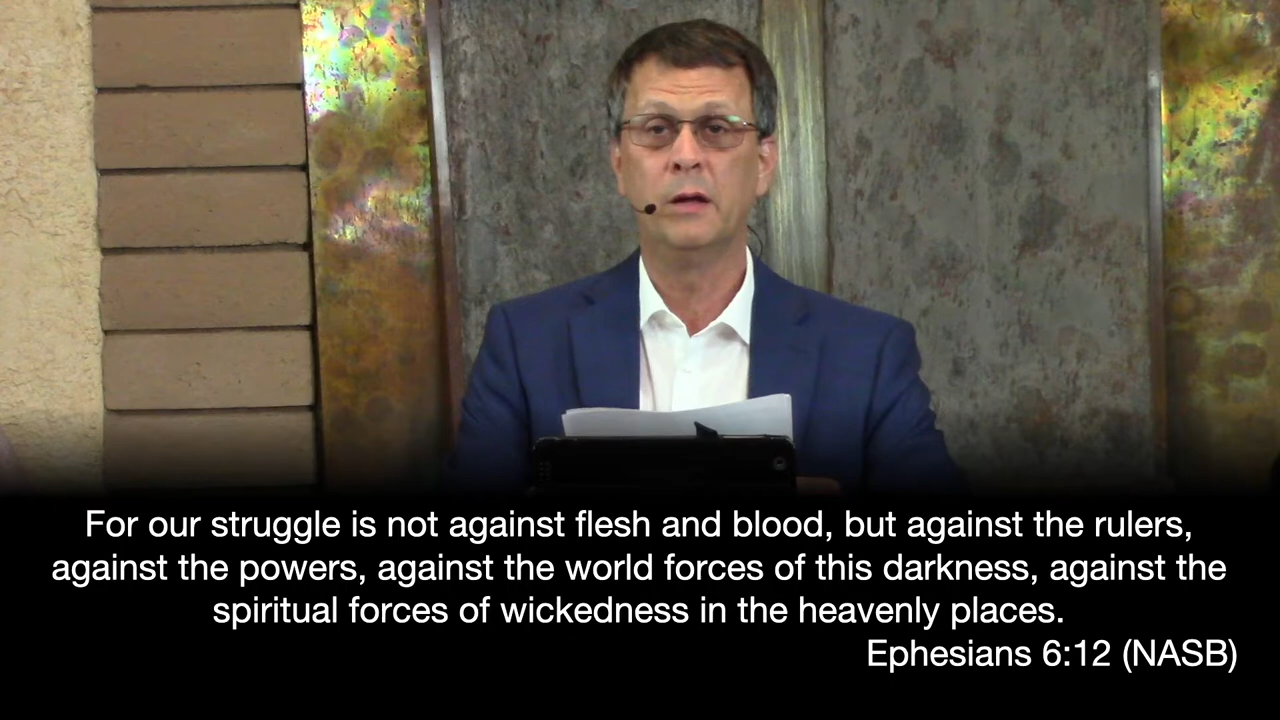 For our struggle is not against flesh and blood, but against the rulers,
against the powers, against the world forces of this darkness, against the
spiritual forces of wickedness in the heavenly places.
Ephesians 6:12 (NASB)